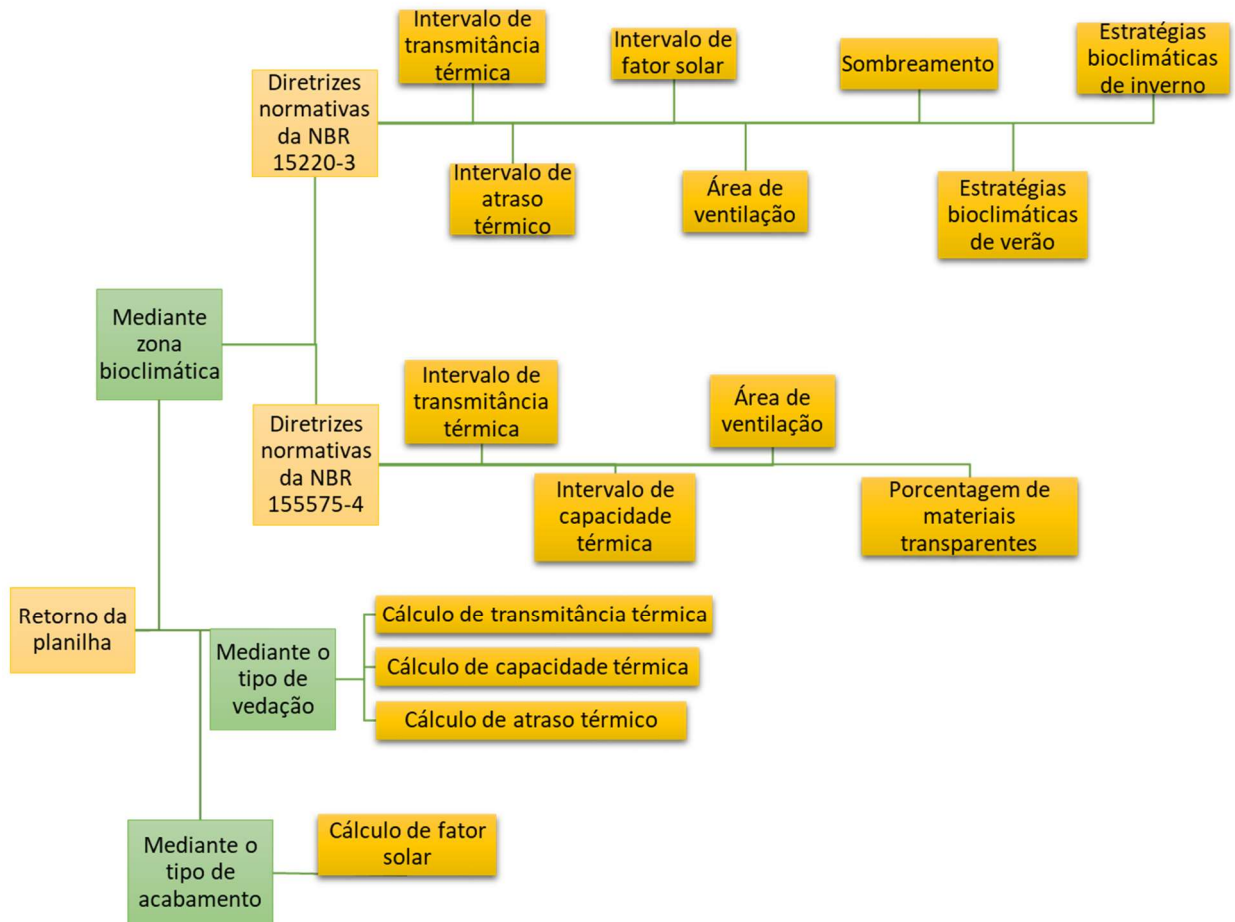 Intervalo de
transmitância
térmica
Intervalo de
fator solar
Sombreamento
Estratégias
bioclimáticas
de inverno
Diretrizes
normativas
da NBR
15220-3
Intervalo de
atraso
térmico
Área de
ventilação
Estratégias
bioclimáticas
de verão
Mediante
zona
bioclimática
Intervalo de
transmitância
térmica
Área de
ventilação
Diretrizes
normativas
da NBR
155575-4
Intervalo de
capacidade
térmica
Porcentagem de
materiais
transparentes
Retorno da
planilha
Mediante o
tipo de
vedação
Cálculo de transmitância térmica
Cálculo de capacidade térmica
Cálculo de atraso térmico
Mediante o
tipo de
acabamento
Cálculo de fator
solar